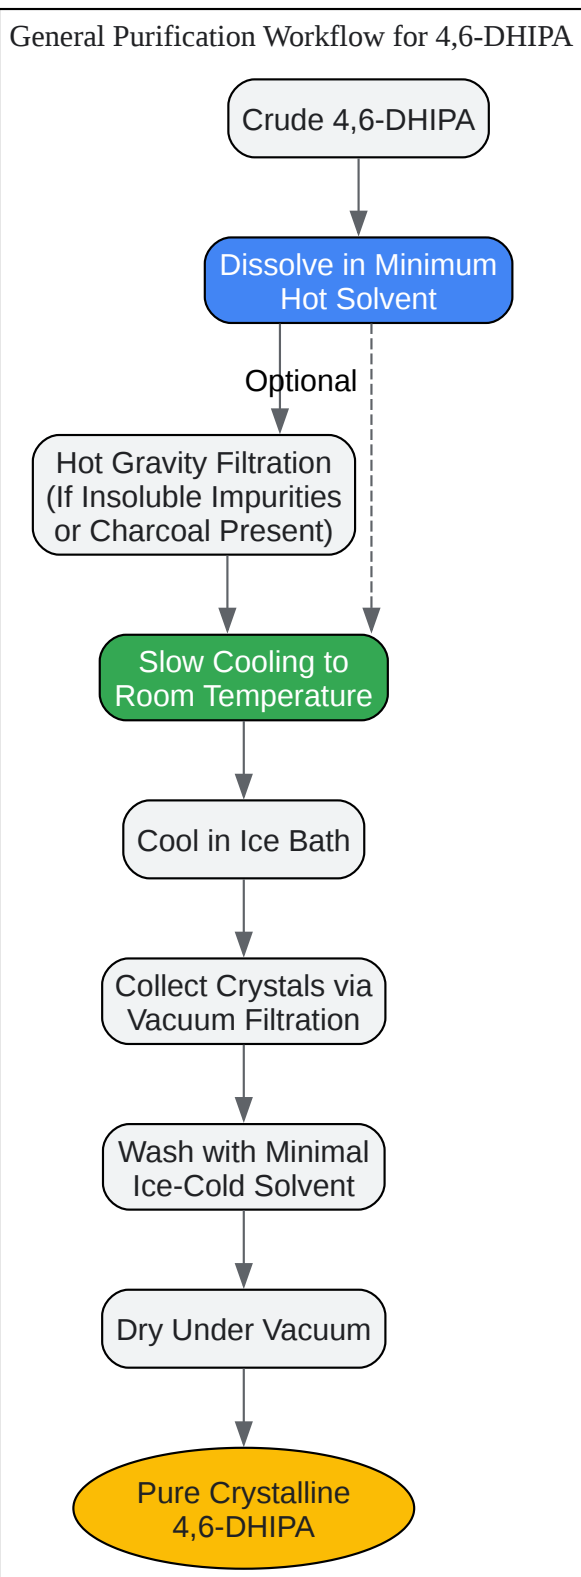 General Purification Workflow for 4,6-DHIPA
Crude 4,6-DHIPA
Dissolve in Minimum
Hot Solvent
Optional
Hot Gravity Filtration
(If Insoluble Impurities
or Charcoal Present)
Slow Cooling to
Room Temperature
Cool in Ice Bath
Collect Crystals via
Vacuum Filtration
Wash with Minimal
Ice-Cold Solvent
Dry Under Vacuum
Pure Crystalline
4,6-DHIPA